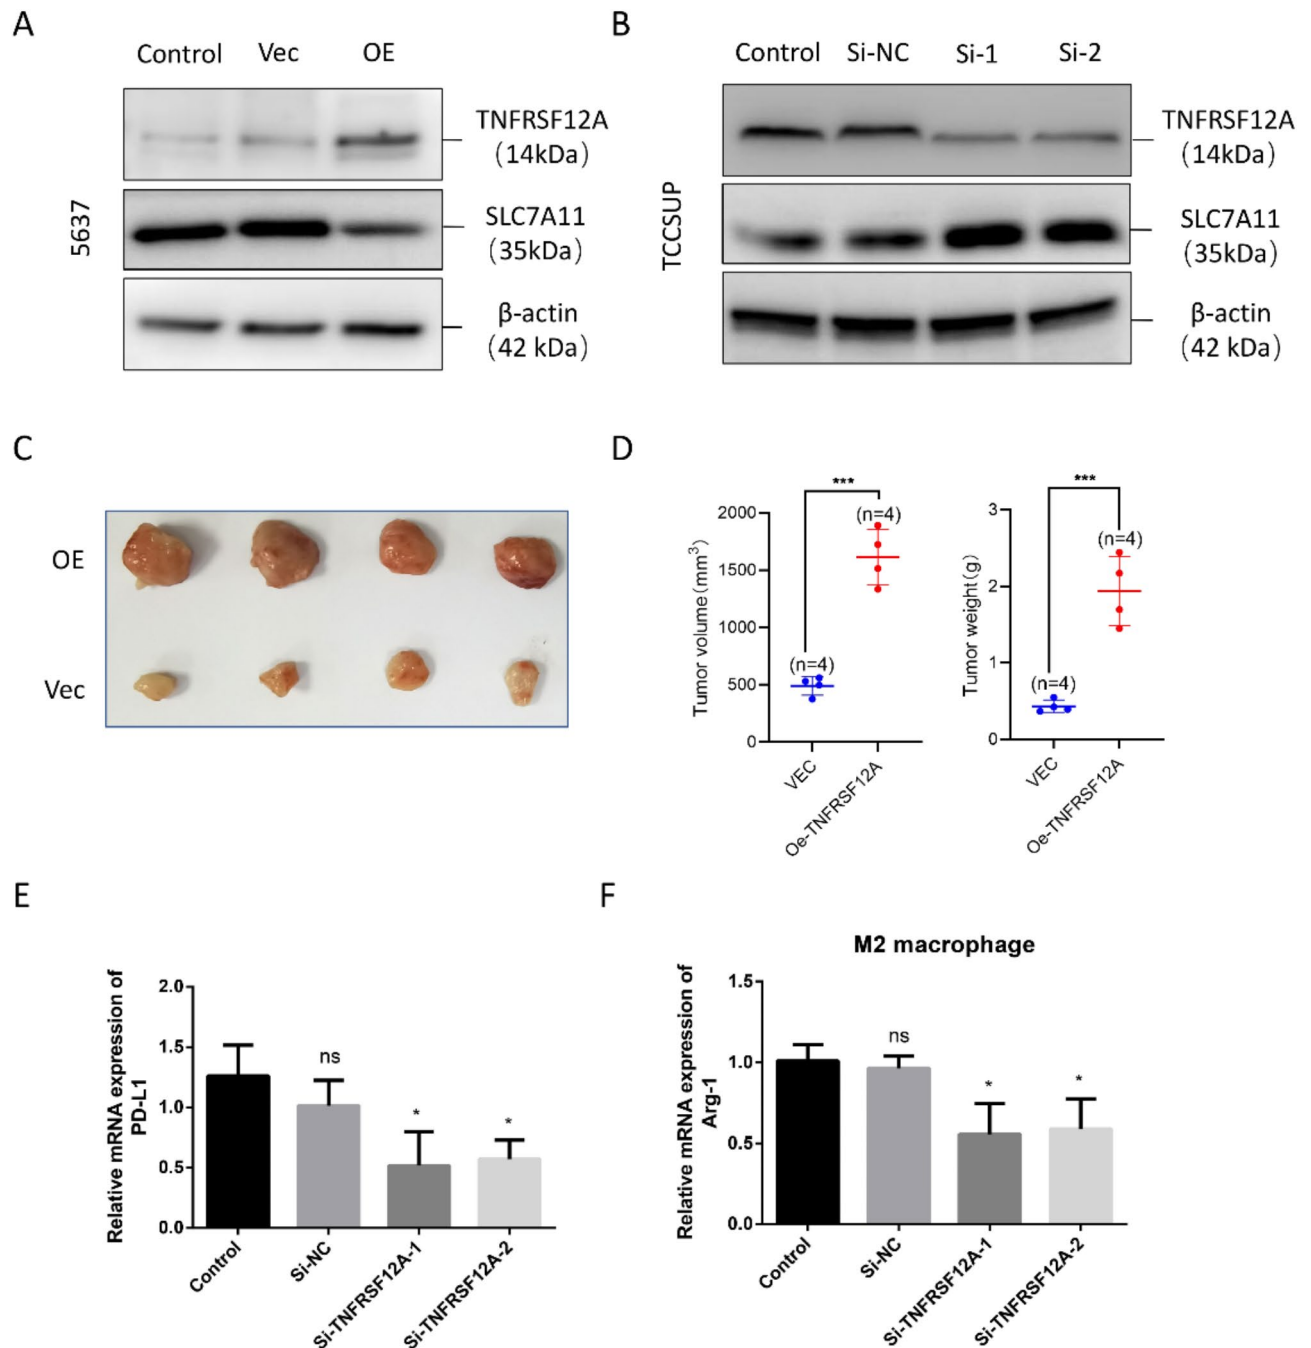 A
Control Vec OE
5637
TNFRSF12A
(14kDa)
SLC7A11
(35kDa)
β-actin
(42 kDa)
B
Control Si-NC Si-1 Si-2
TCCSUP
TNFRSF12A
(14kDa)
SLC7A11
(35kDa)
β-actin
(42 kDa)
C
OE
Vec
D
Tumor volume(mm³)
2000
1500
1000
500
0
***
(n=4)
(n=4)
VEC
Oe-TNFRSF12A
Tumor weight(g)
3
2
1
0
***
(n=4)
(n=4)
VEC
Oe-TNFRSF12A
E
Relative mRNA expression of
PD-L1
2.0
1.5
1.0
0.5
0.0
ns
*
*
Control
Si-NC
Si-TNFRSF12A-1
Si-TNFRSF12A-2
F
M2 macrophage
Relative mRNA expression of
Arg-1
1.5
1.0
0.5
0.0
ns
*
*
Control
Si-NC
Si-TNFRSF12A-1
Si-TNFRSF12A-2